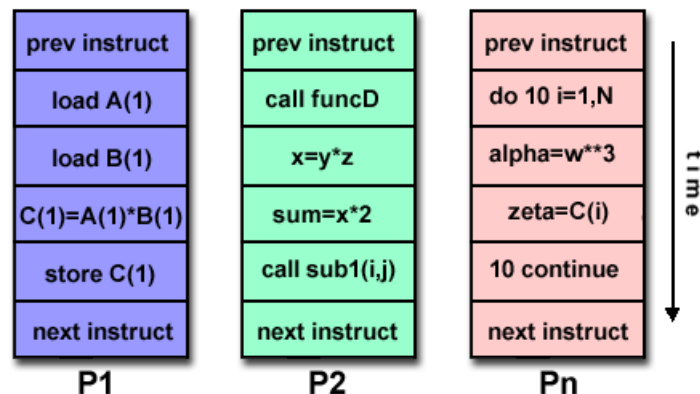 prev instruct
load A(1)
load B(1)
C(1)=A(1)*B(1)
store C(1)
next instruct
P1
prev instruct
call funcD
x=y*z
sum=x*2
call sub1(i,j)
next instruct
P2
prev instruct
do 10 i=1,N
alpha=w**3
zeta=C(i)
10 continue
next instruct
Pn
time